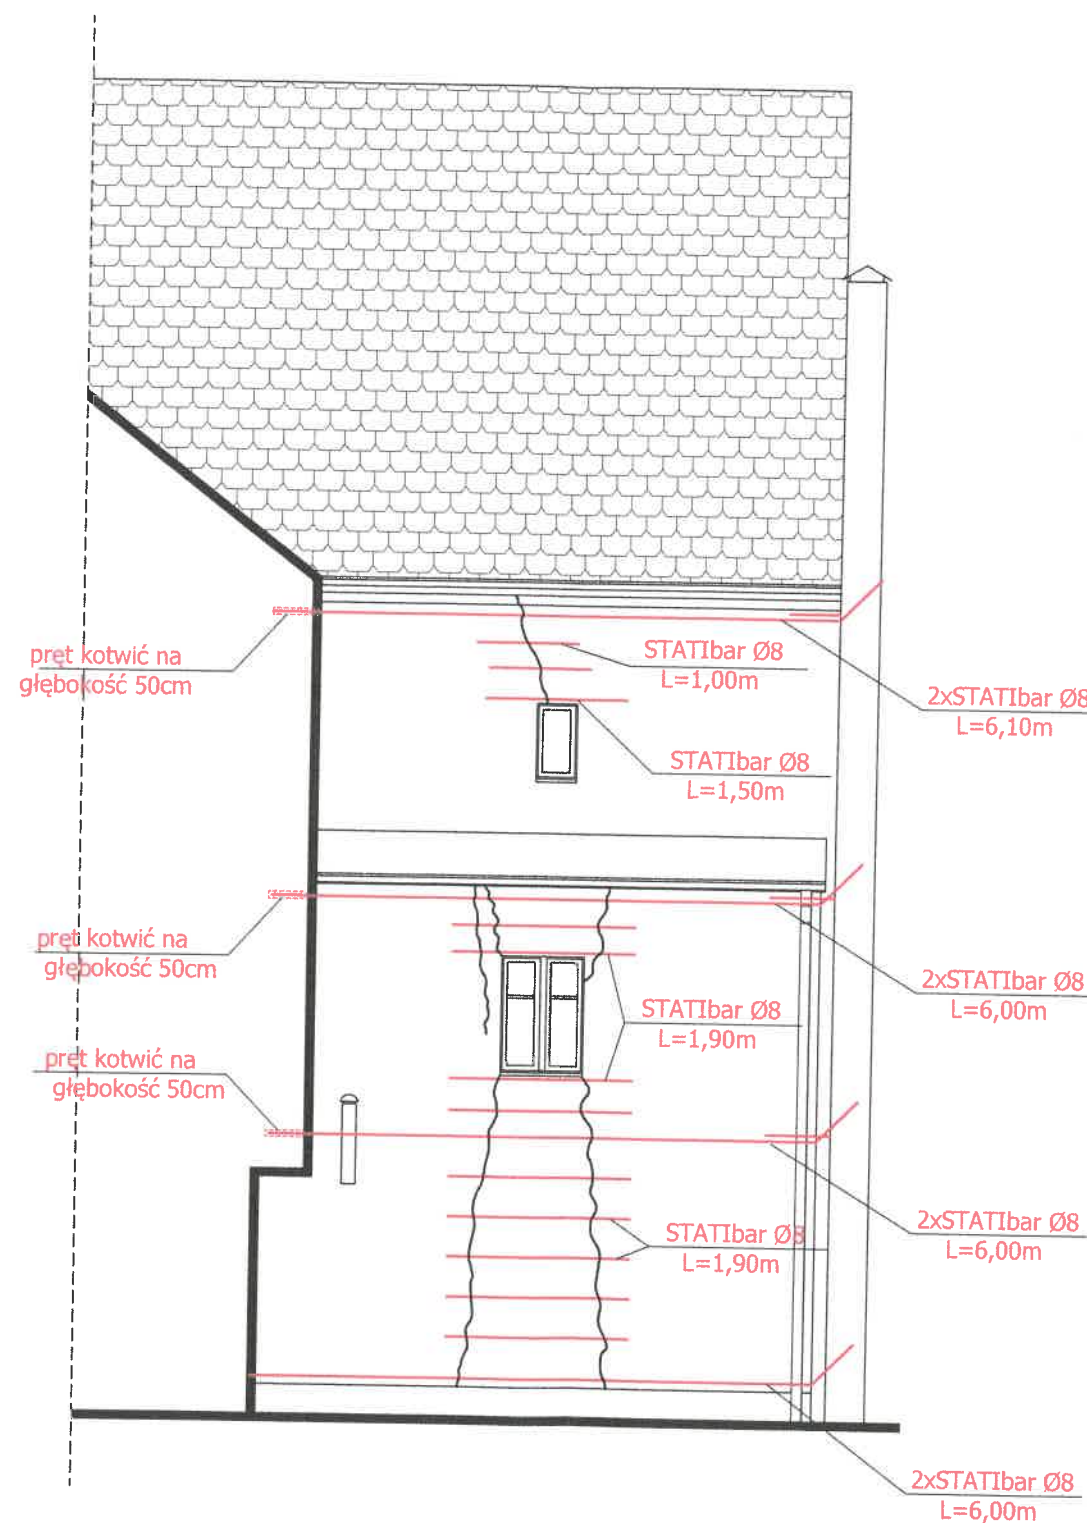 pręt kotwić na
głębokość 50cm
STATIbar Ø8
L=1,00m
2xSTATIbar Ø8
L=6,10m
STATIbar Ø8
L=1,50m
pręt kotwić na
głębokość 50cm
2xSTATIbar Ø8
L=6,00m
STATIbar Ø8
L=1,90m
pręt kotwić na
głębokość 50cm
2xSTATIbar Ø8
L=6,00m
STATIbar Ø8
L=1,90m
2xSTATIbar Ø8
L=6,00m